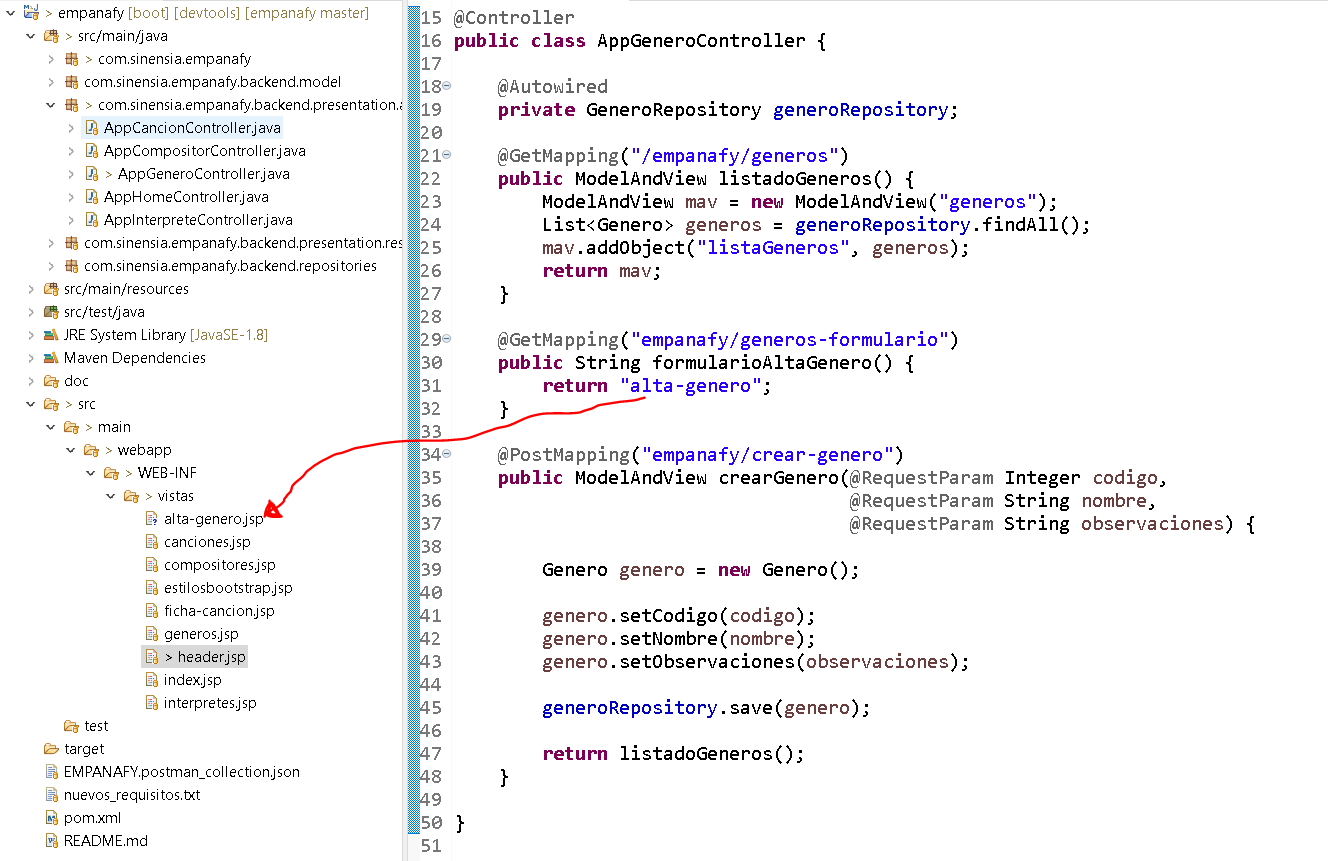 > empanafy [boot] [devtools] [empanafy master]
> src/main/java
> com.sinensia.empanafy
com.sinensia.empanafy.backend.model
> com.sinensia.empanafy.backend.presentation.a
AppCancionController.java
AppCompositorController.java
> AppGeneroController.java
AppHomeController.java
AppInterpreteController.java
com.sinensia.empanafy.backend.presentation.res
com.sinensia.empanafy.backend.repositories
src/main/resources
src/test/java
JRE System Library [JavaSE-1.8]
Maven Dependencies
doc
> src
> main
> webapp
> WEB-INF
> vistas
alta-genero.jsp
canciones.jsp
compositores.jsp
estilosbootstrap.jsp
ficha-cancion.jsp
generos.jsp
> header.jsp
index.jsp
interpretes.jsp
test
target
EMPANAFY.postman_collection.json
nuevos_requisitos.txt
pom.xml
README.md
15 @Controller
16 public class AppGeneroController {
17
18 @Autowired
19 private GeneroRepository generoRepository;
20
21 @GetMapping("/empanafy/generos")
22 public ModelAndView listadoGeneros() {
23 ModelAndView mav = new ModelAndView("generos");
24 List<Genero> generos = generoRepository.findAll();
25 mav.addObject("listaGeneros", generos);
26 return mav;
27 }
28
29 @GetMapping("empanafy/generos-formulario")
30 public String formularioAltaGenero() {
31 return "alta-genero";
32 }
33
34 @PostMapping("empanafy/crear-genero")
35 public ModelAndView crearGenero(@RequestParam Integer codigo,
36 @RequestParam String nombre,
37 @RequestParam String observaciones) {
38
39 Genero genero = new Genero();
40
41 genero.setCodigo(codigo);
42 genero.setNombre(nombre);
43 genero.setObservaciones(observaciones);
44
45 generoRepository.save(genero);
46
47 return listadoGeneros();
48 }
49
50 }
51